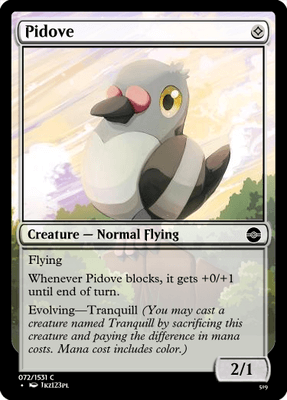 Pidove
Creature — Normal Flying
Flying
Whenever Pidove blocks, it gets +0/+1
until end of turn.
Evolving—Tranquill (You may cast a
creature named Tranquill by sacrificing this
creature and paying the difference in mana
costs. Mana cost includes color.)
2/1
072/1531 C